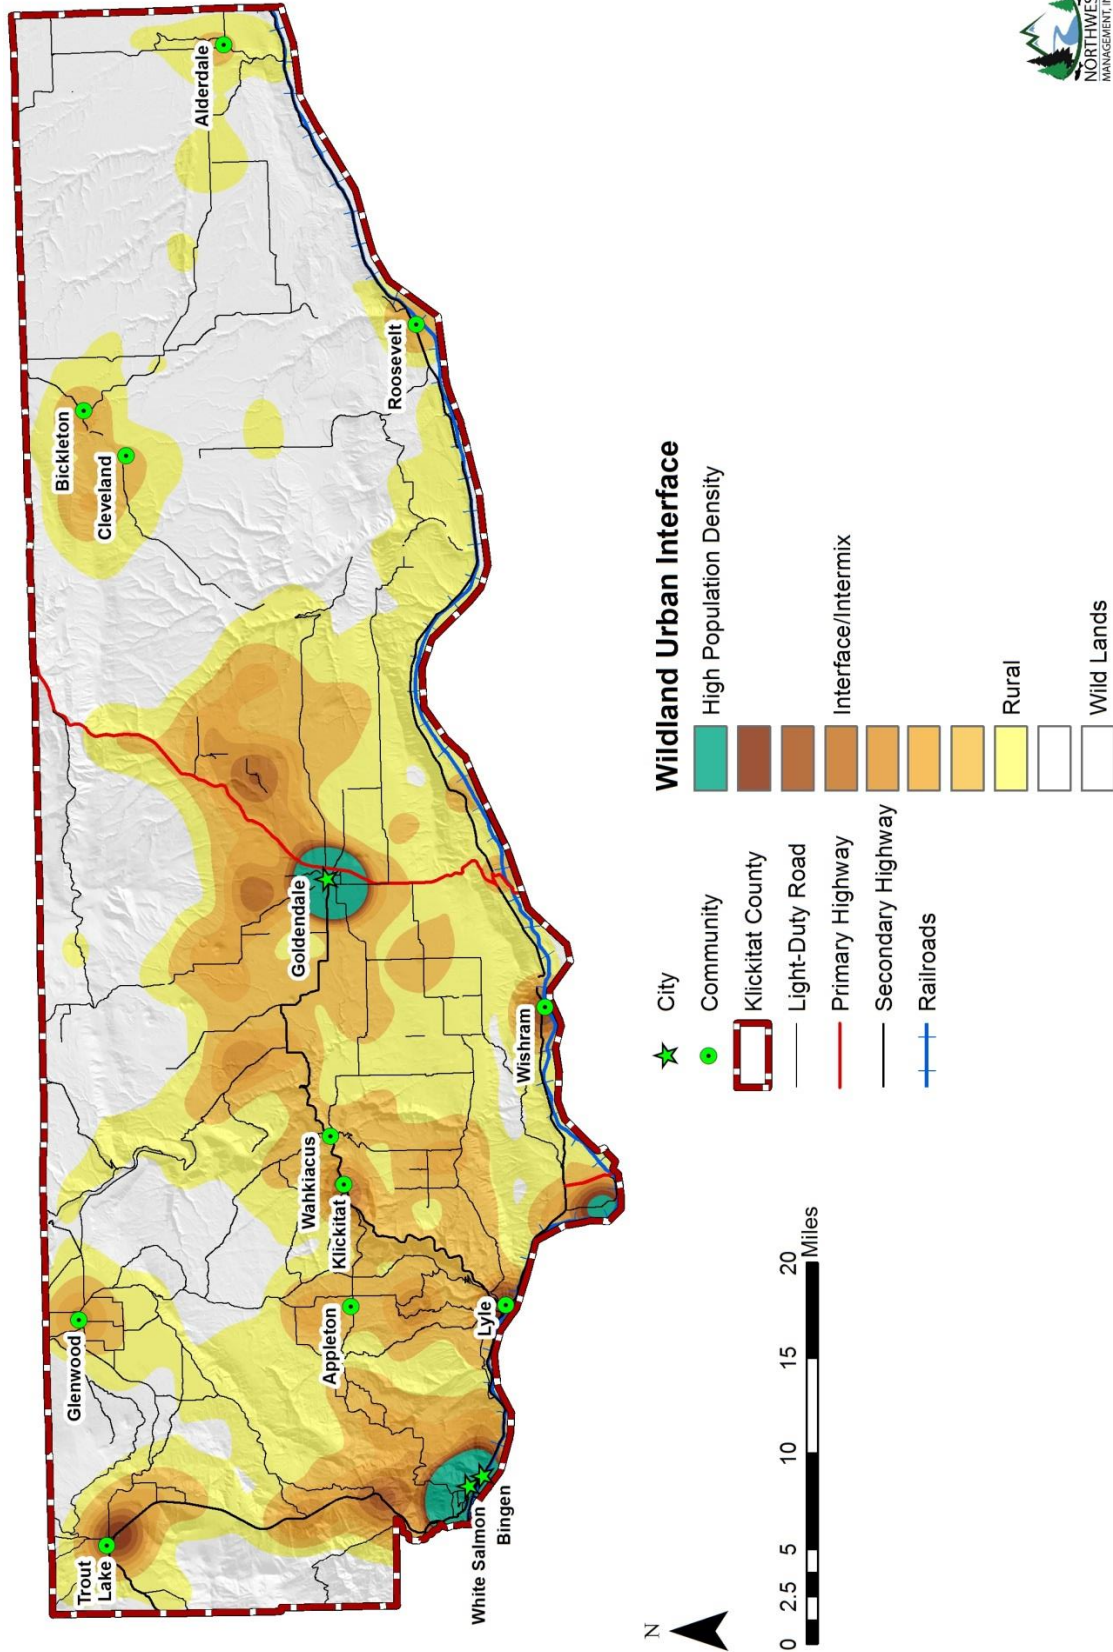 Trout
Lake
Glenwood
Bickleton
Cleveland
Alderdale
Roosevelt
Goldendale
Wahkiacus
Klickitat
Appleton
Lyle
Wishram
White Salmon
Bingen
N
0 2.5 5 10 15 20
Miles
City
Community
Klickitat County
Light-Duty Road
Primary Highway
Secondary Highway
Railroads
Wildland Urban Interface
High Population Density
Interface/Intermix
Rural
Wild Lands
NORTHWES
MANAGEMENT, IN